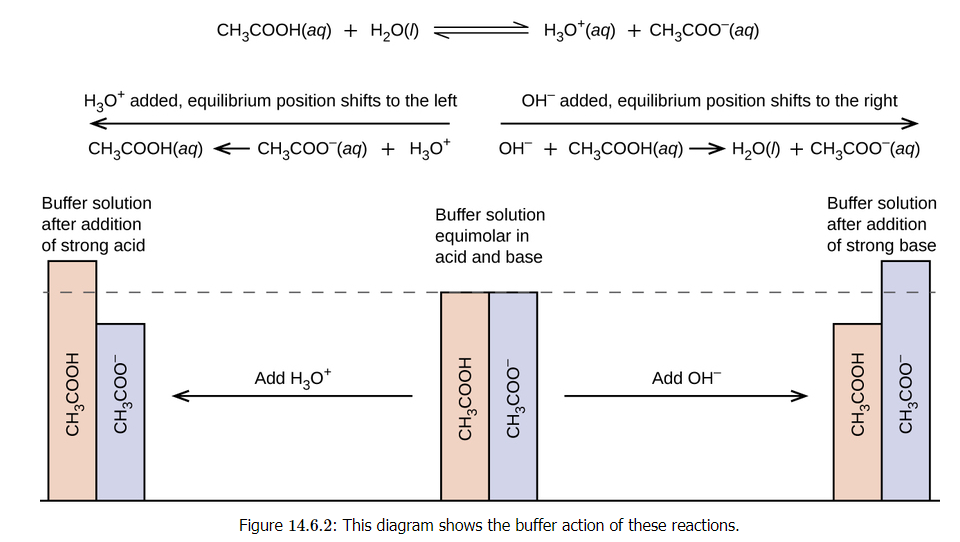 CH₃COOH(aq) + H₂O(l) ⇌ H₃O⁺(aq) + CH₃COO⁻(aq)
H₃O⁺ added, equilibrium position shifts to the left
OH⁻ added, equilibrium position shifts to the right
CH₃COOH(aq) ⟵ CH₃COO⁻(aq) + H₃O⁺
OH⁻ + CH₃COOH(aq) ⟶ H₂O(l) + CH₃COO⁻(aq)
Buffer solution
after addition
of strong acid
Buffer solution
equimolar in
acid and base
Buffer solution
after addition
of strong base
CH₃COOH
CH₃COO⁻
Add H₃O⁺
CH₃COOH
CH₃COO⁻
Add OH⁻
CH₃COOH
CH₃COO⁻
Figure 14.6.2: This diagram shows the buffer action of these reactions.